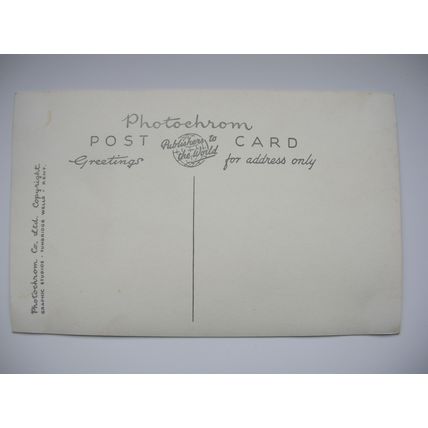 Photochrom
POST CARD
Publishers to
the World
Greetings
for address only
Photochrom Co. Ltd. Copyright.
GRAPHIC STUDIOS · TUNBRIDGE WELLS · KENT.